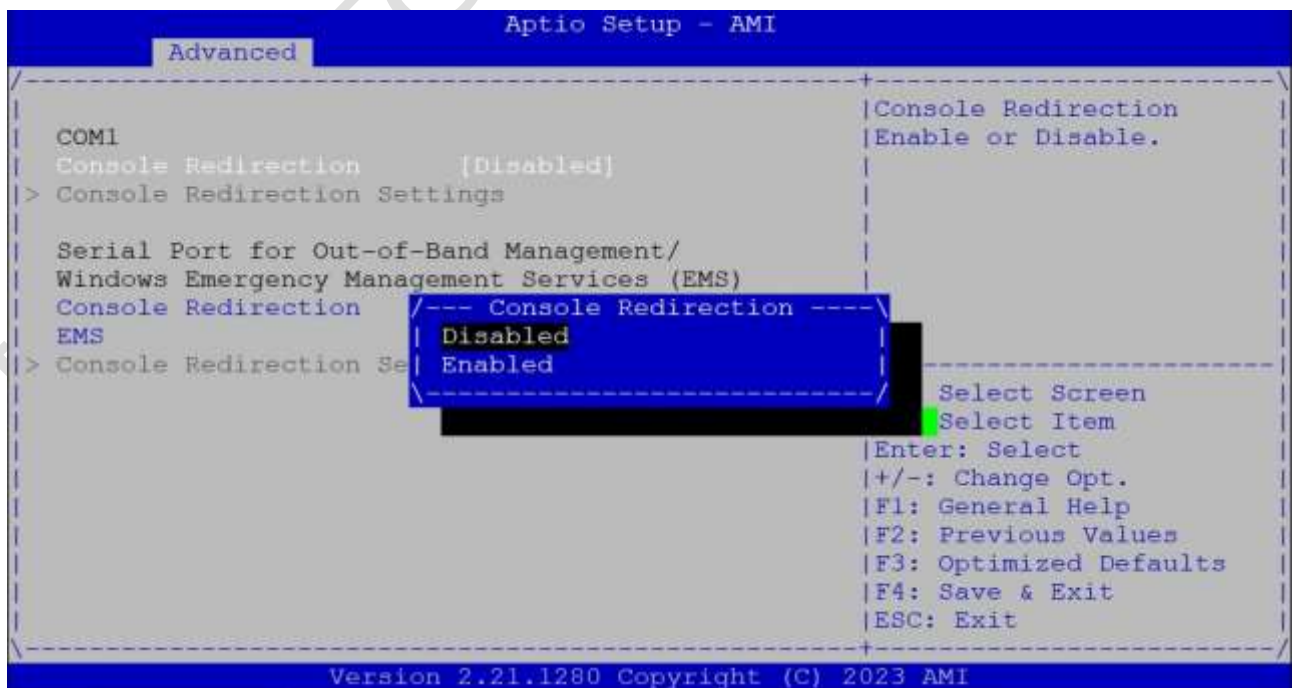 Aptio Setup - AMI
Advanced
/------------------------------------------------------+--------------------------\
|Console Redirection |
COM1 |Enable or Disable.
Console Redirection [Disabled]
> Console Redirection Settings
Serial Port for Out-of-Band Management/
Windows Emergency Management Services (EMS)
Console Redirection /--- Console Redirection ----\
EMS | Disabled |
> Console Redirection Se| Enabled |
\----------------------------/
Select Screen
Select Item
|Enter: Select
|+/-: Change Opt.
|F1: General Help
|F2: Previous Values
|F3: Optimized Defaults
|F4: Save & Exit
|ESC: Exit
\------------------------------------------------------+--------------------------/
Version 2.21.1280 Copyright (C) 2023 AMI